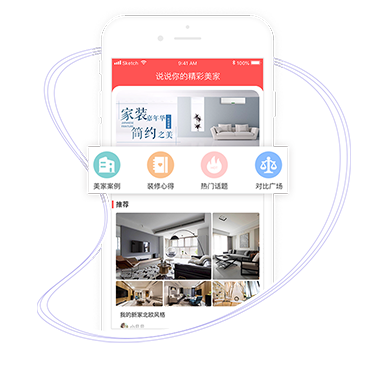 Sketch
9:41 AM
100%
说说你的精彩美家
家装嘉年华
简约之美
美家案例
装修心得
热门话题
对比广场
推荐
我的新家北欧风格